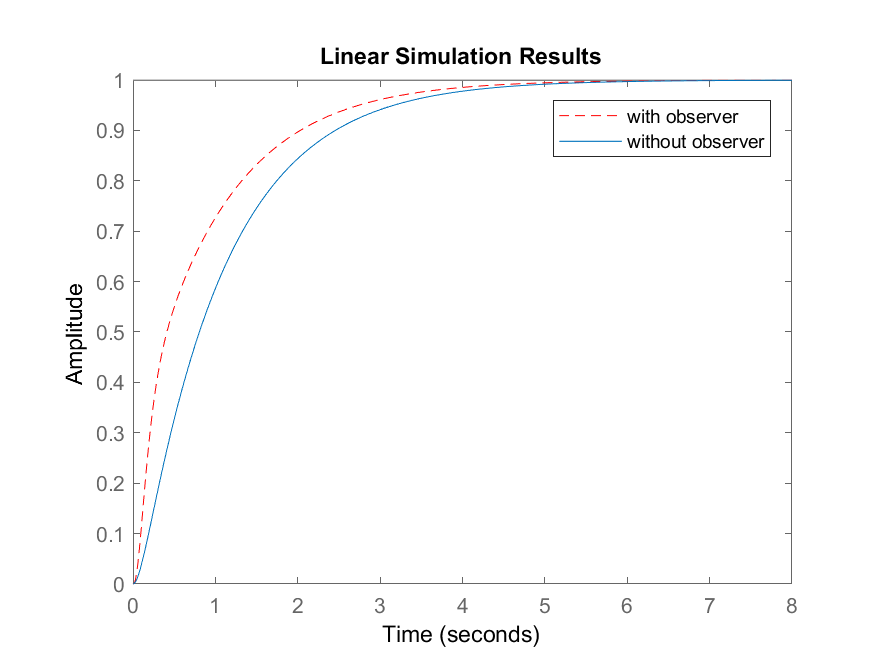 Linear Simulation Results
1
0.9
0.8
0.7
0.6
0.5
0.4
0.3
0.2
0.1
0
Amplitude
with observer
without observer
0 1 2 3 4 5 6 7 8
Time (seconds)